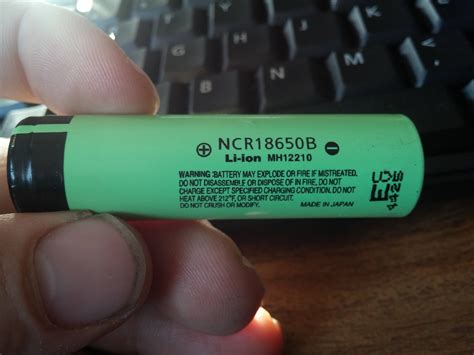 ⊕ NCR18650B ⊖
Li-ion MH12210
WARNING:BATTERY MAY EXPLODE OR FIRE IF MISTREATED.
DO NOT DISASSEMBLE OR DISPOSE OF IN FIRE. DO NOT
CHARGE EXCEPT SPECIFIED CHARGING CONDITION. DO NOT
HEAT ABOVE 212°F, OR SHORT CIRCUIT.
DO NOT CRUSH OR MODIFY.
MADE IN JAPAN
4425